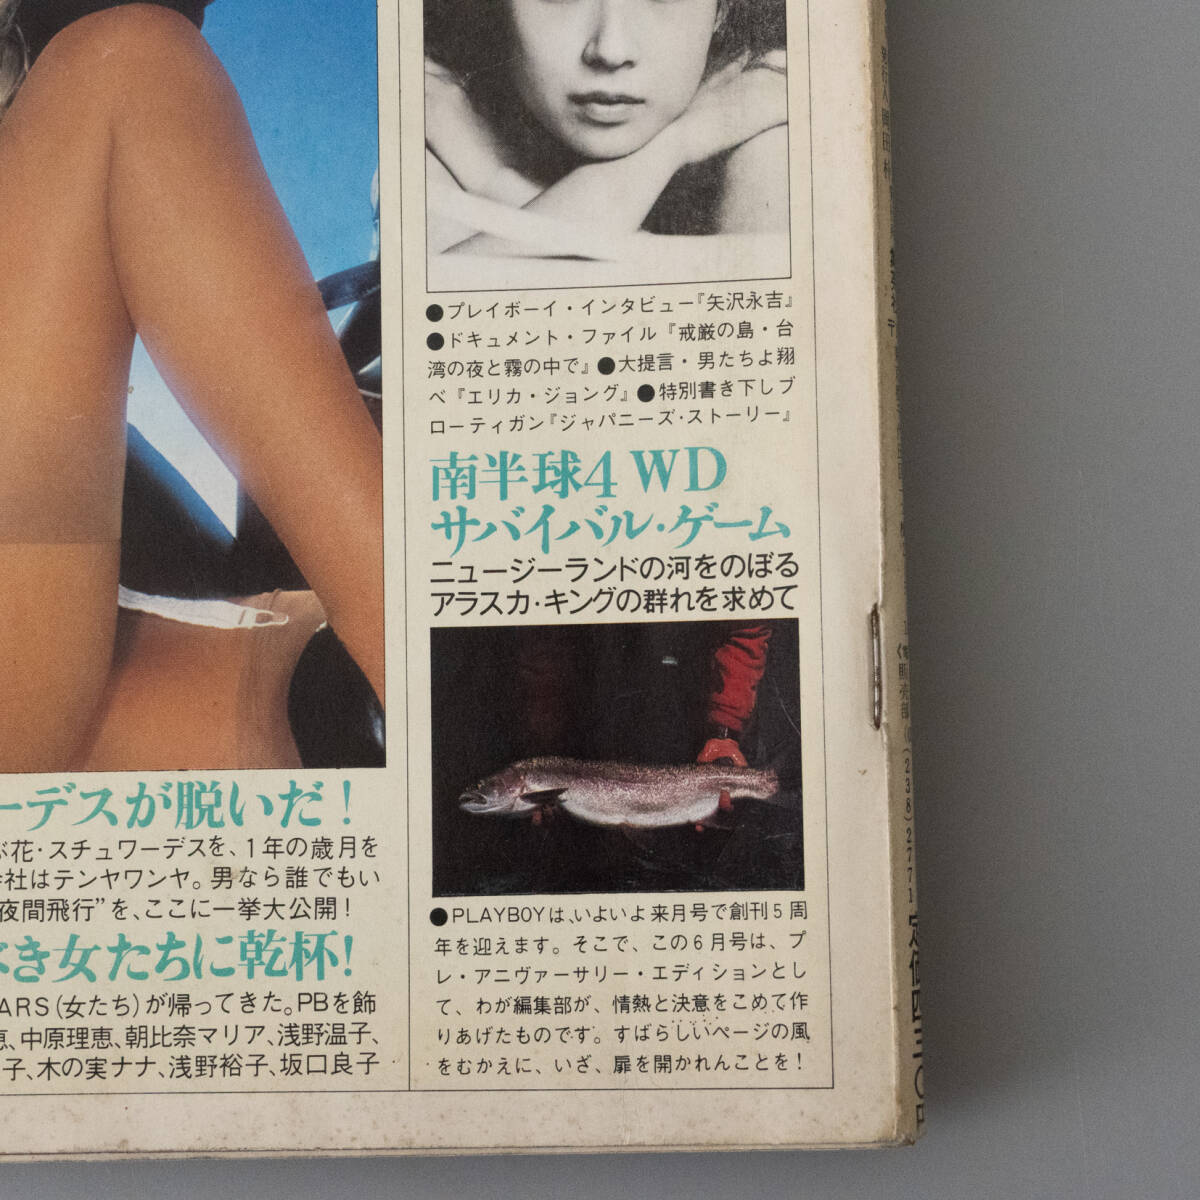 ●プレイボーイ・インタビュー『矢沢永吉』
●ドキュメント・ファイル『戒厳の島・台
湾の夜と霧の中で』●大提言・男たちよ翔
べ『エリカ・ジョング』●特別書き下しブ
ローティガン『ジャパニーズ・ストーリー』
南半球4WD
サバイバル・ゲーム
ニュージーランドの河をのぼる
アラスカ・キングの群れを求めて
●PLAYBOYは、いよいよ来月号で創刊5周
年を迎えます。そこで、この6月号は、プ
レ・アニヴァーサリー・エディションとし
て、わが編集部が、情熱と決意をこめて作
りあげたものです。すばらしいページの風
をむかえに、いざ、扉を開かれんことを!
ーデスが脱いだ!
花・スチュワーデスを、1年の歳月を
社はテンヤワンヤ。男なら誰でもい
夜間飛行”を、ここに一挙大公開!
き女たちに乾杯!
ARS(女たち)が帰ってきた。PBを飾
恵、中原理恵、朝比奈マリア、浅野温子、
子、木の実ナナ、浅野裕子、坂口良子
販売部
(238)2771
定価四三〇円